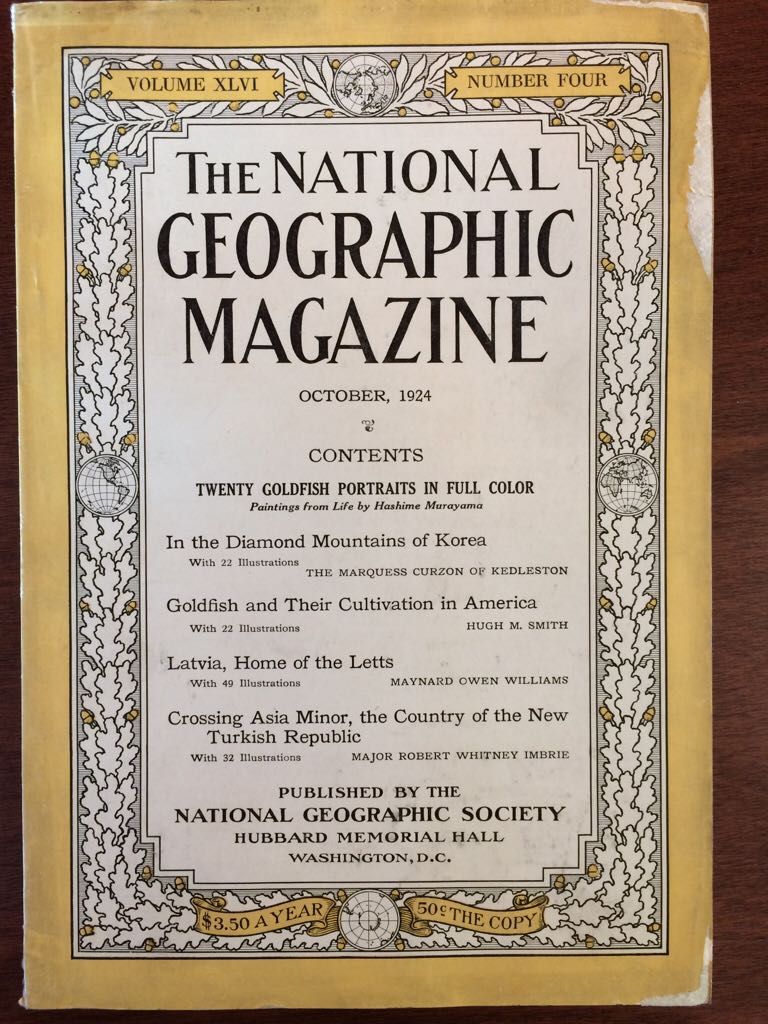 VOLUME XLVI NUMBER FOUR
THE NATIONAL
GEOGRAPHIC
MAGAZINE
OCTOBER, 1924
CONTENTS
TWENTY GOLDFISH PORTRAITS IN FULL COLOR
Paintings from Life by Hashime Murayama
In the Diamond Mountains of Korea
With 22 Illustrations
THE MARQUESS CURZON OF KEDLESTON
Goldfish and Their Cultivation in America
With 22 Illustrations HUGH M. SMITH
Latvia, Home of the Letts
With 49 Illustrations MAYNARD OWEN WILLIAMS
Crossing Asia Minor, the Country of the New
Turkish Republic
With 32 Illustrations MAJOR ROBERT WHITNEY IMBRIE
PUBLISHED BY THE
NATIONAL GEOGRAPHIC SOCIETY
HUBBARD MEMORIAL HALL
WASHINGTON, D.C.
$3.50 A YEAR 50¢ THE COPY